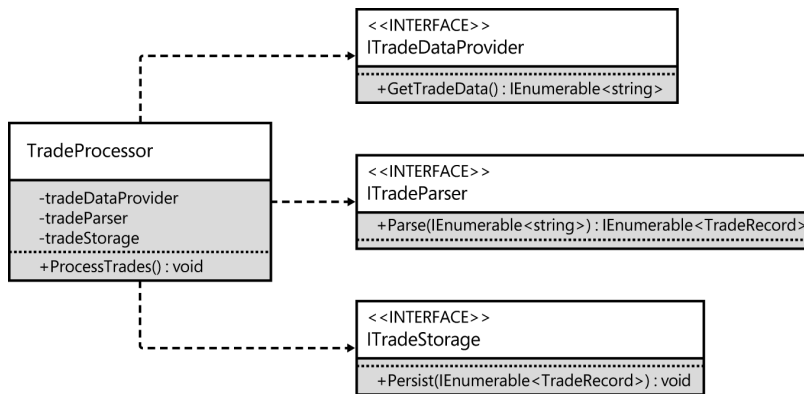 <<INTERFACE>>
ITradeDataProvider
+GetTradeData() : IEnumerable<string>
TradeProcessor
-tradeDataProvider
-tradeParser
-tradeStorage
+ProcessTrades() : void
<<INTERFACE>>
ITradeParser
+Parse(IEnumerable<string>) : IEnumerable<TradeRecord>
<<INTERFACE>>
ITradeStorage
+Persist(IEnumerable<TradeRecord>) : void